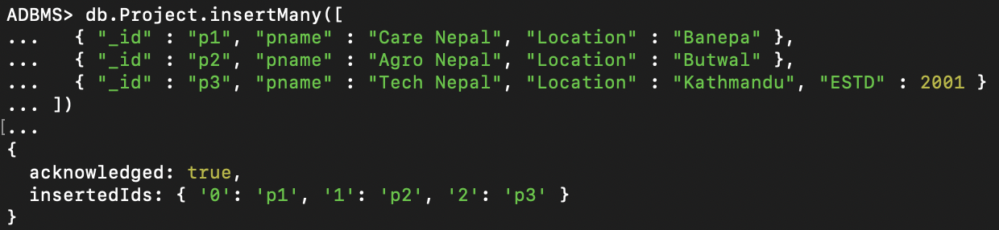 ADBMS> db.Project.insertMany([
...   { "_id" : "p1", "pname" : "Care Nepal", "Location" : "Banepa" },
...   { "_id" : "p2", "pname" : "Agro Nepal", "Location" : "Butwal" },
...   { "_id" : "p3", "pname" : "Tech Nepal", "Location" : "Kathmandu", "ESTD" : 2001 }
... ])
[...
{
  acknowledged: true,
  insertedIds: { '0': 'p1', '1': 'p2', '2': 'p3' }
}